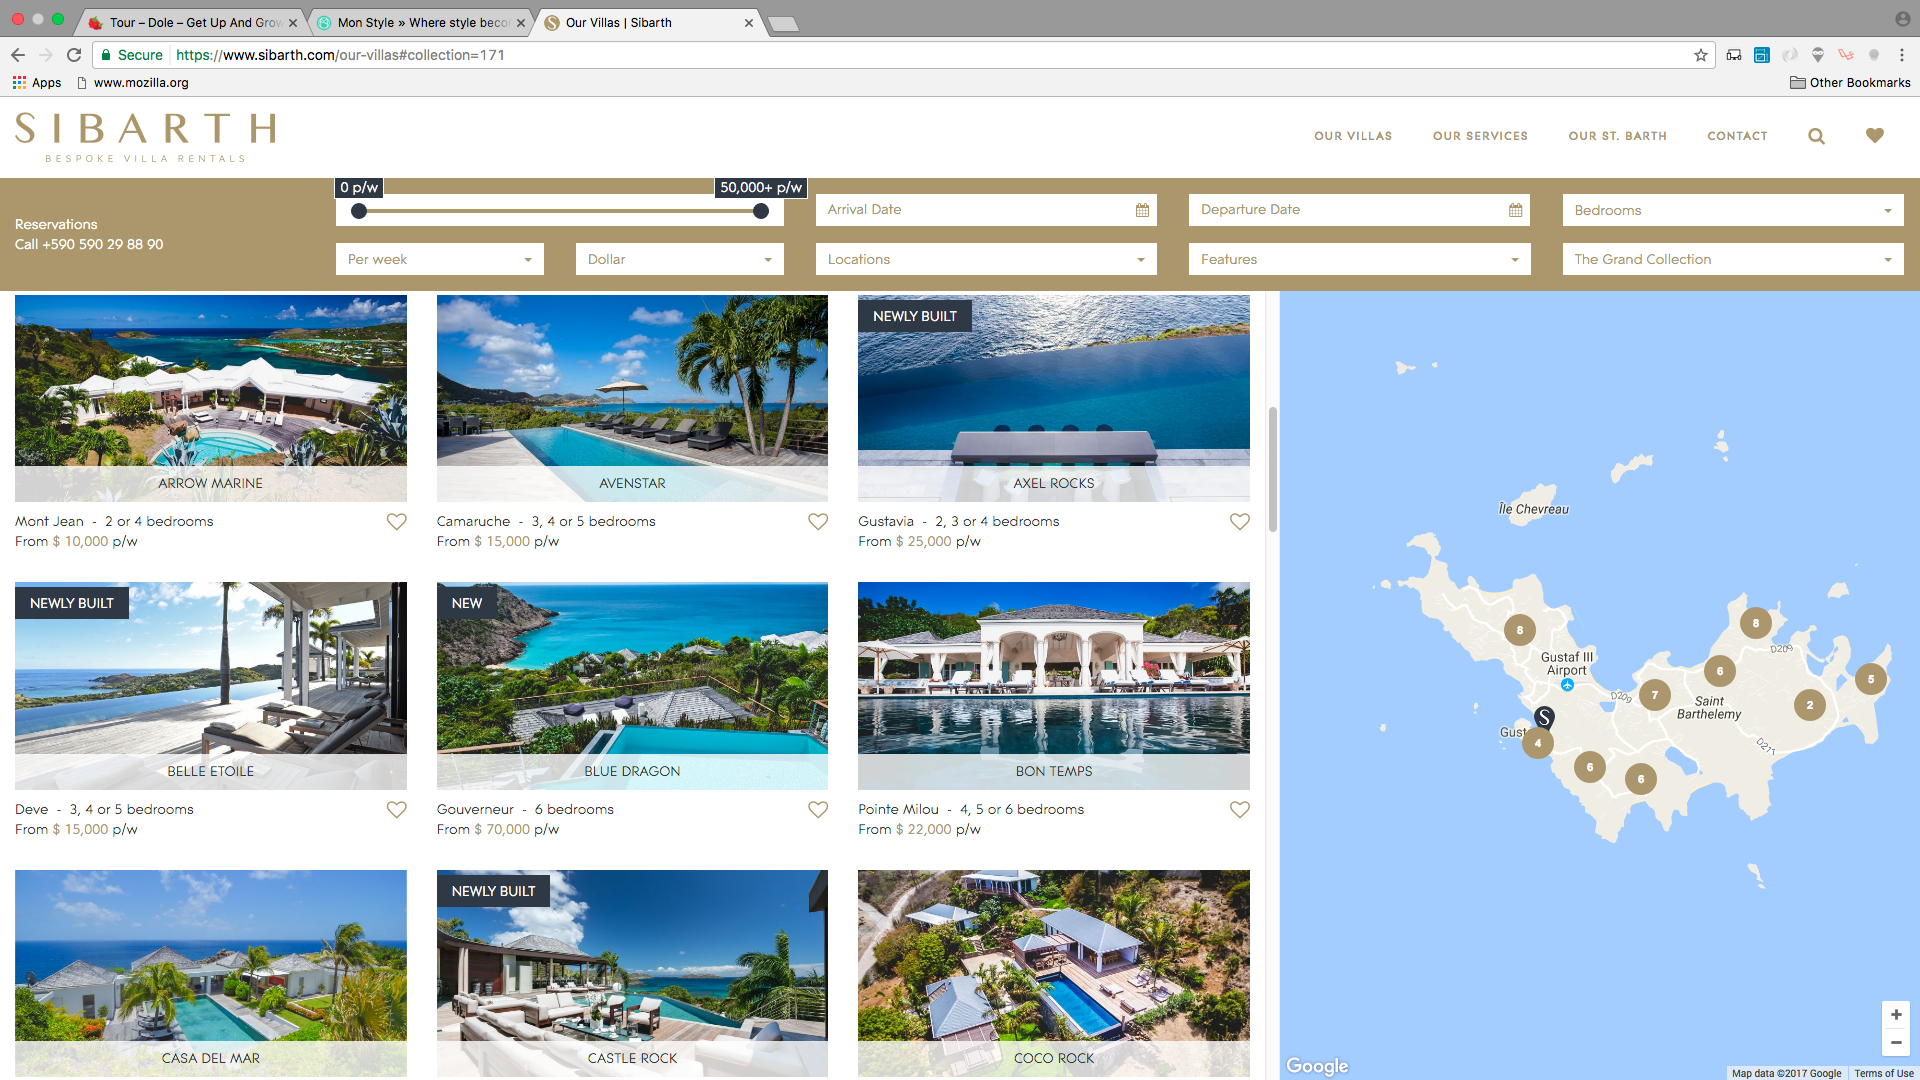 Tour – Dole – Get Up And Grow
Mon Style » Where style becor
Our Villas | Sibarth
Secure
https://www.sibarth.com/our-villas#collection=171
Apps
www.mozilla.org
Other Bookmarks
SIBARTH
BESPOKE VILLA RENTALS
OUR VILLAS
OUR SERVICES
OUR ST. BARTH
CONTACT
Reservations
Call +590 590 29 88 90
0 p/w
50,000+ p/w
Arrival Date
Departure Date
Bedrooms
Per week
Dollar
Locations
Features
The Grand Collection
ARROW MARINE
Mont Jean - 2 or 4 bedrooms
From $ 10,000 p/w
AVENSTAR
Camaruche - 3, 4 or 5 bedrooms
From $ 15,000 p/w
NEWLY BUILT
AXEL ROCKS
Gustavia - 2, 3 or 4 bedrooms
From $ 25,000 p/w
NEWLY BUILT
BELLE ETOILE
Deve - 3, 4 or 5 bedrooms
From $ 15,000 p/w
NEW
BLUE DRAGON
Gouverneur - 6 bedrooms
From $ 70,000 p/w
BON TEMPS
Pointe Milou - 4, 5 or 6 bedrooms
From $ 22,000 p/w
CASA DEL MAR
NEWLY BUILT
CASTLE ROCK
COCO ROCK
Île Chevreau
8
8
D209
Gustaf III
Airport
6
5
7
D209
Saint
Barthelemy
2
S
Gust
4
D211
6
6
+
−
Google
Map data ©2017 Google
Terms of Use